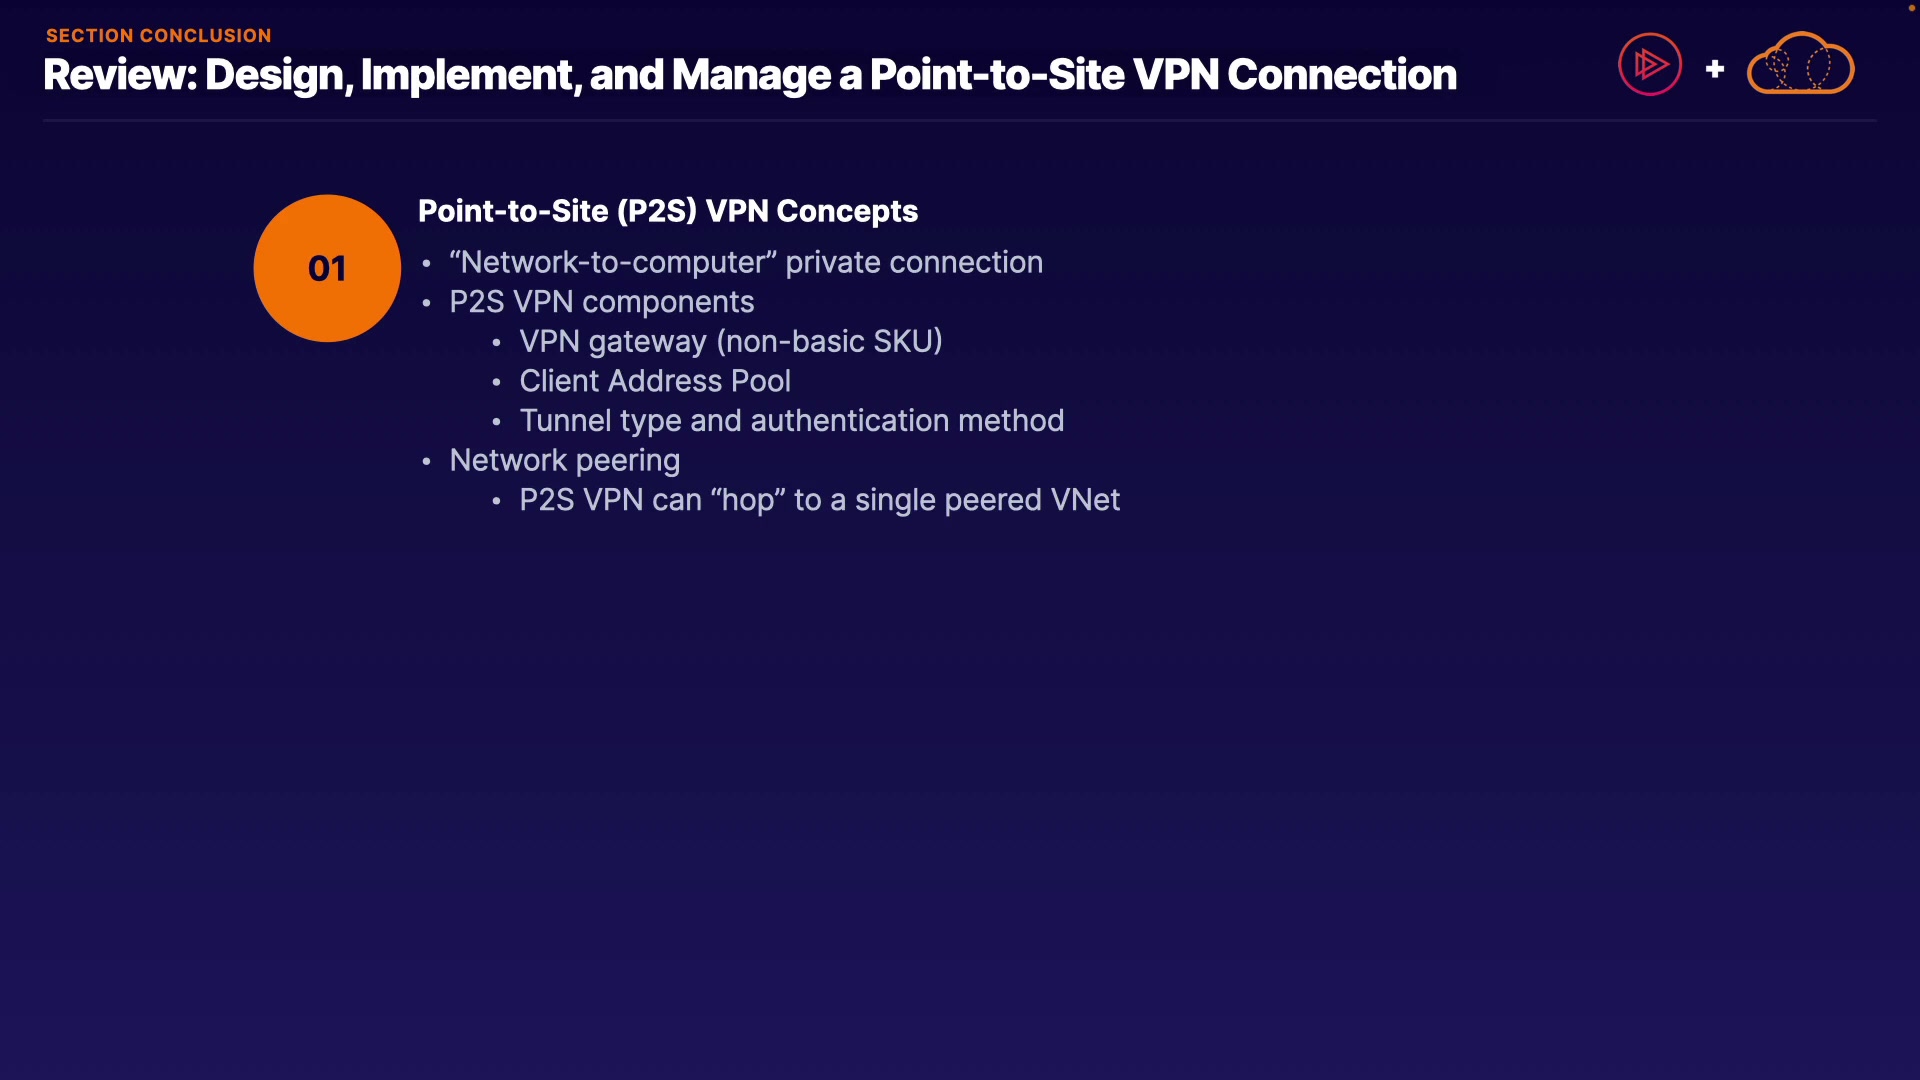 SECTION CONCLUSION
Review: Design, Implement, and Manage a Point-to-Site VPN Connection
+
01
Point-to-Site (P2S) VPN Concepts
• “Network-to-computer” private connection
• P2S VPN components
• VPN gateway (non-basic SKU)
• Client Address Pool
• Tunnel type and authentication method
• Network peering
• P2S VPN can “hop” to a single peered VNet